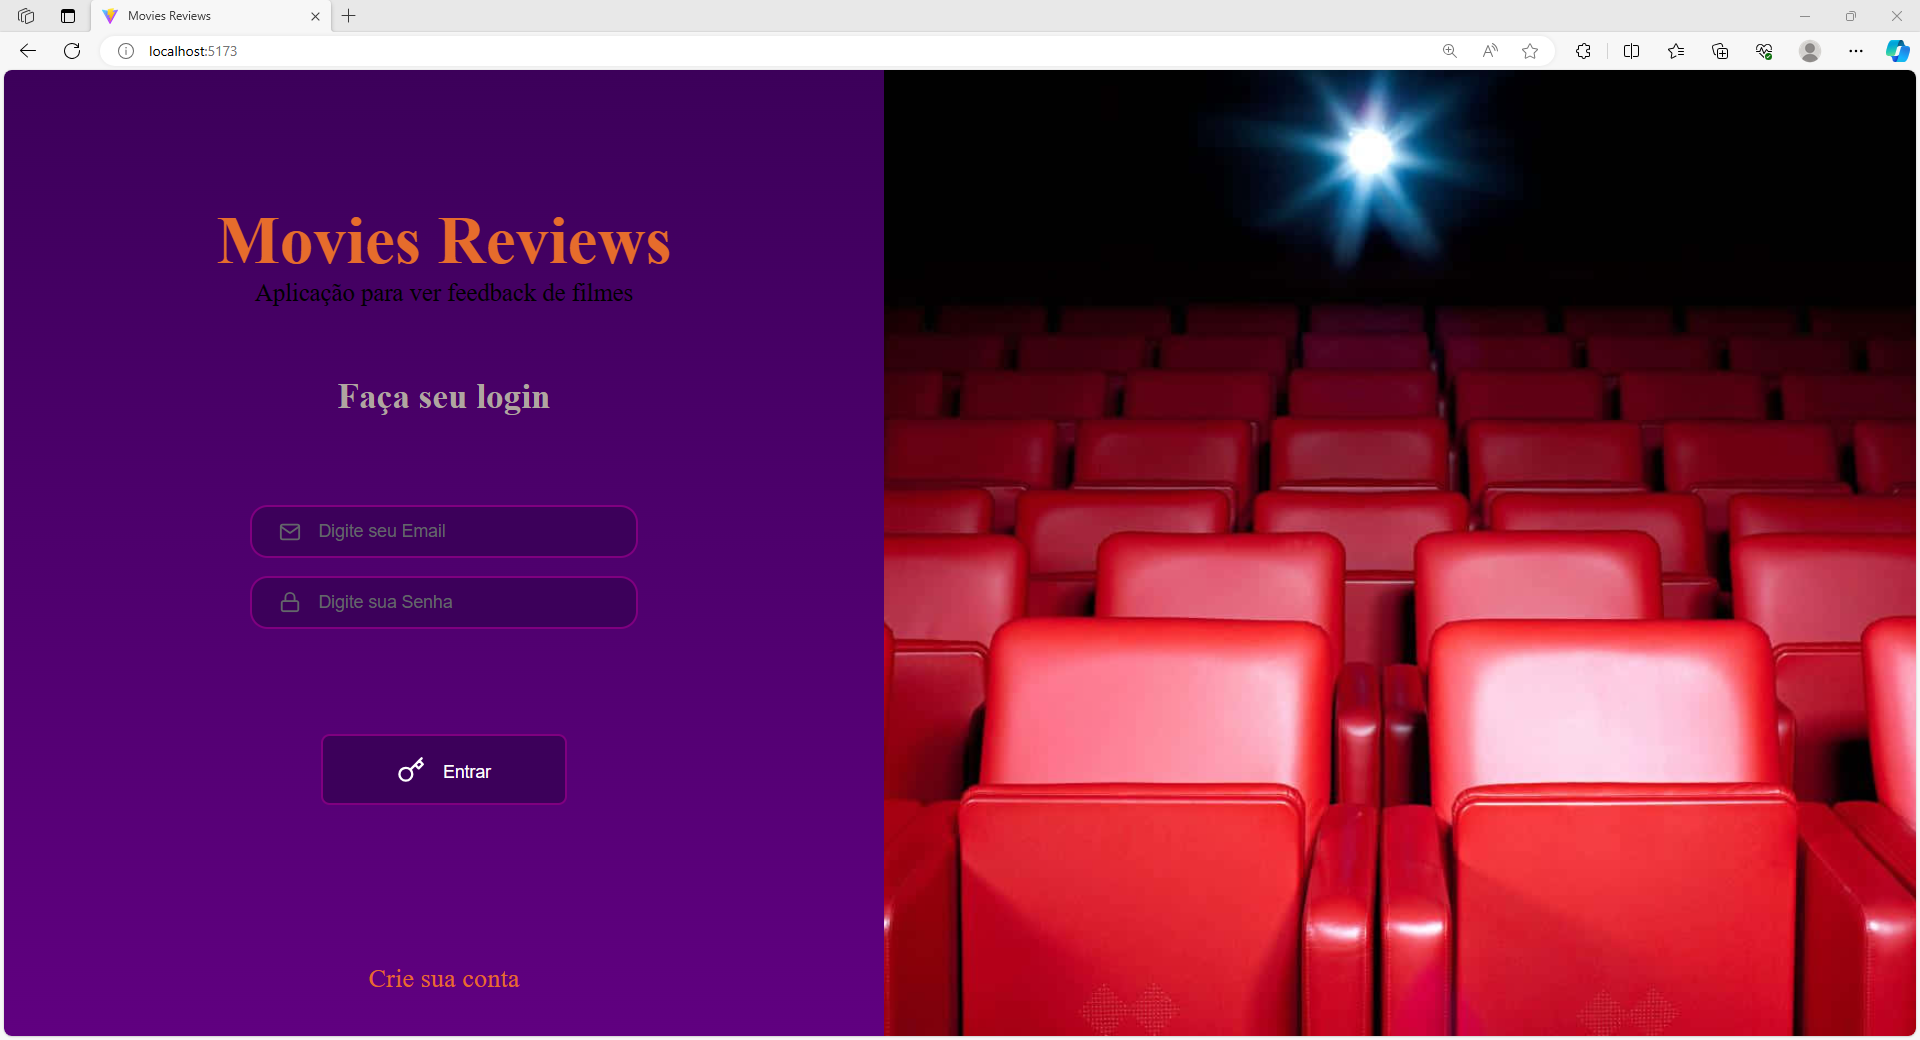 Movies Reviews
localhost:5173
Movies Reviews
Aplicação para ver feedback de filmes
Faça seu login
Digite seu Email
Digite sua Senha
Entrar
Crie sua conta